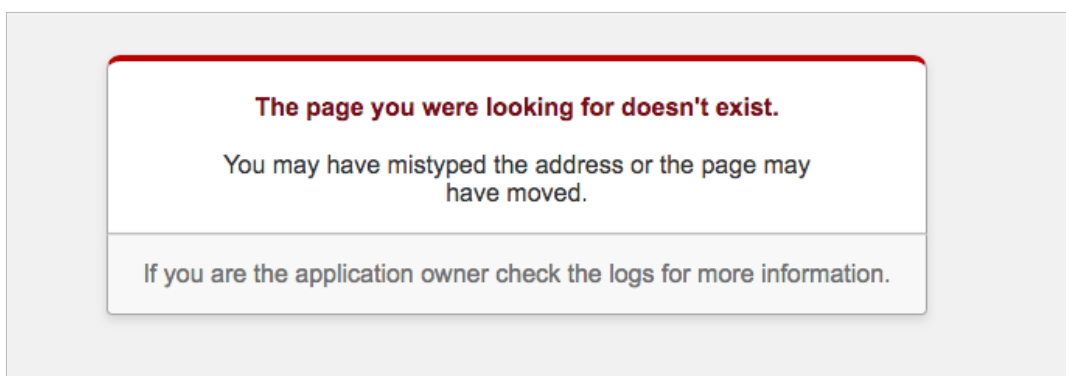 The page you were looking for doesn't exist.
You may have mistyped the address or the page may
have moved.
If you are the application owner check the logs for more information.